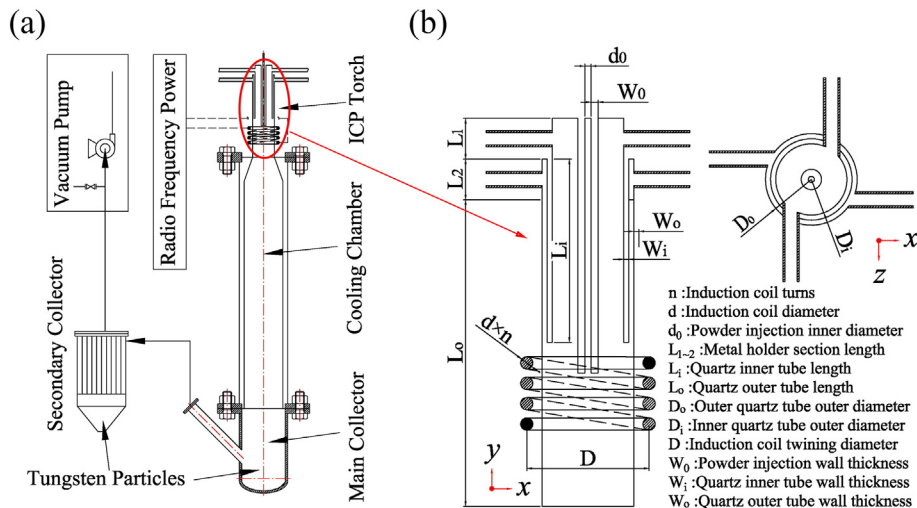 (a)
Vacuum Pump
Radio Frequency Power
ICP Torch
Cooling Chamber
Secondary Collector
Main Collector
Tungsten Particles
(b)
d₀
W₀
L₁
L₂
Wₒ
Wᵢ
Lᵢ
Lₒ
d×n
D
y
x
Dₒ
Dᵢ
x
z
n :Induction coil turns
d :Induction coil diameter
d₀ :Powder injection inner diameter
L₁~₂ :Metal holder section length
Lᵢ :Quartz inner tube length
Lₒ :Quartz outer tube length
Dₒ :Outer quartz tube outer diameter
Dᵢ :Inner quartz tube outer diameter
D :Induction coil twining diameter
W₀ :Powder injection wall thickness
Wᵢ :Quartz inner tube wall thickness
Wₒ :Quartz outer tube wall thickness